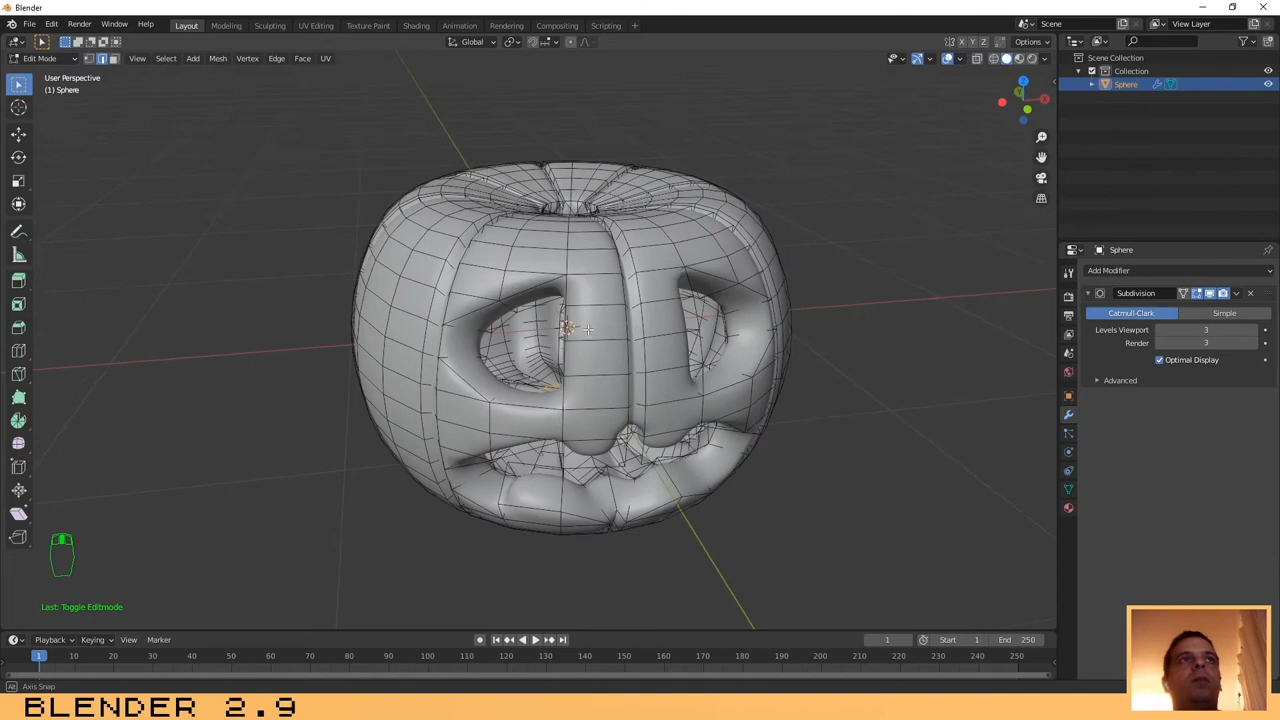 Blender
File Edit Render Window Help Layout Modeling Sculpting UV Editing Texture Paint Shading Animation Rendering Compositing Scripting + Scene View Layer
Global X Y Z Options
Edit Mode View Select Add Mesh Vertex Edge Face UV
User Perspective
(1) Sphere
Scene Collection
Collection
Sphere
Sphere
Add Modifier
Subdivision
Catmull-Clark Simple
Levels Viewport 3
Render 3
Optimal Display
Advanced
Last: Toggle Editmode
Playback Keying View Marker 1 Start 1 End 250
1 10 20 30 40 50 60 70 80 90 100 110 120 130 140 150 160 170 180 190 200 210 220 230 240 250
Axis Snap
BLENDER 2.9